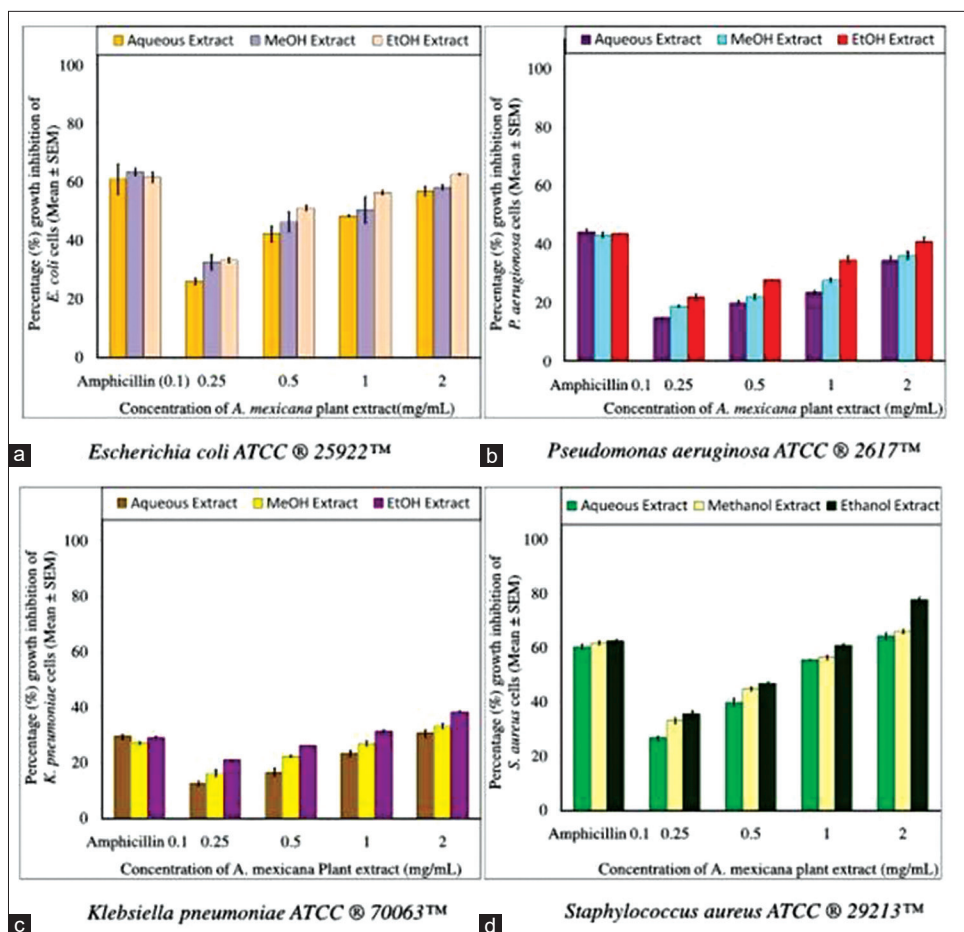 Aqueous Extract MeOH Extract EtOH Extract
Percentage (%) growth inhibition of
E. coli cells (Mean ± SEM)
100
80
60
40
20
0
Amphicillin (0.1) 0.25 0.5 1 2
Concentration of A. mexicana plant extract(mg/mL)
a
Escherichia coli ATCC ® 25922™
Aqueous Extract MeOH Extract EtOH Extract
Percentage (%) growth inhibition of
P. aerugionosa cells (Mean ± SEM)
100
80
60
40
20
0
Amphicillin 0.1 0.25 0.5 1 2
Concentration of A. mexicana plant extract (mg/mL)
b
Pseudomonas aeruginosa ATCC ® 2617™
Aqueous Extract MeOH Extract EtOH Extract
Percentage (%) growth inhibition of
K. pneumoniae cells (Mean ± SEM)
100
80
60
40
20
0
Amphicillin 0.1 0.25 0.5 1 2
Concentration of A. mexicana Plant extract (mg/mL)
c
Klebsiella pneumoniae ATCC ® 70063™
Aqueous Extract Methanol Extract Ethanol Extract
Percentage (%) growth inhibition of
S. aureus cells (Mean ± SEM)
100
80
60
40
20
0
Amphicillin 0.1 0.25 0.5 1 2
Concentration of A. mexicana plant extract (mg/mL)
d
Staphylococcus aureus ATCC ® 29213™